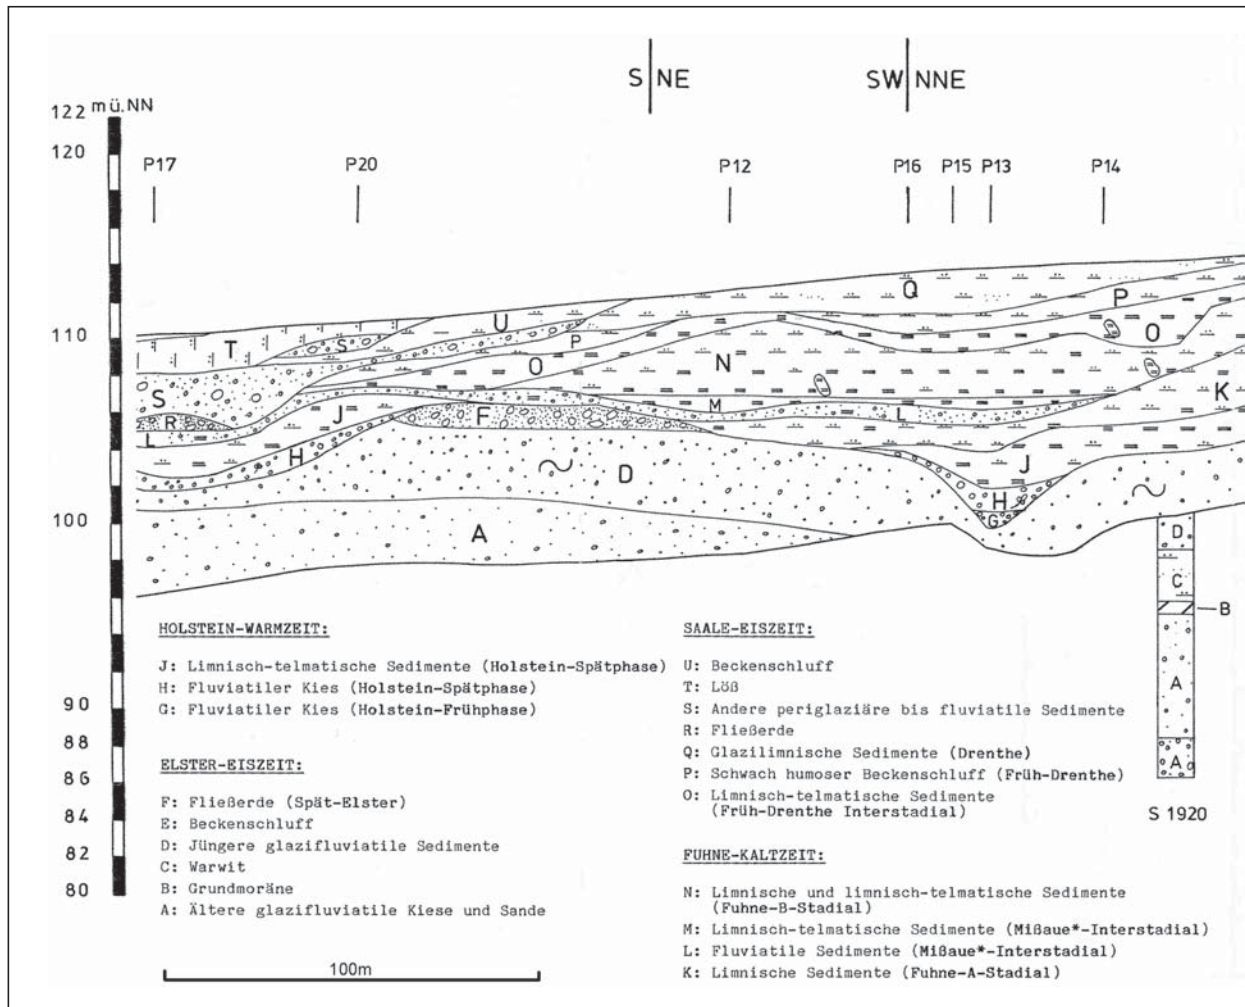 S NE
SW NNE
122 m ü.NN
120
P17 P20 P12 P16 P15 P13 P14
Q
P
U
110
T S P O
O N K
S
R M L
L J F
H D J
H
G
100
A
D
C
B
A
A
S 1920
90
88
86
84
82
80
HOLSTEIN-WARMZEIT:
J: Limnisch-telmatische Sedimente (Holstein-Spätphase)
H: Fluviatiler Kies (Holstein-Spätphase)
G: Fluviatiler Kies (Holstein-Frühphase)
ELSTER-EISZEIT:
F: Fließerde (Spät-Elster)
E: Beckenschluff
D: Jüngere glazifluviatile Sedimente
C: Warwit
B: Grundmoräne
A: Ältere glazifluviatile Kiese und Sande
100m
SAALE-EISZEIT:
U: Beckenschluff
T: Löß
S: Andere periglaziäre bis fluviatile Sedimente
R: Fließerde
Q: Glazilimnische Sedimente (Drenthe)
P: Schwach humoser Beckenschluff (Früh-Drenthe)
O: Limnisch-telmatische Sedimente
(Früh-Drenthe Interstadial)
FUHNE-KALTZEIT:
N: Limnische und limnisch-telmatische Sedimente
(Fuhne-B-Stadial)
M: Limnisch-telmatische Sedimente (Mißaue*-Interstadial)
L: Fluviatile Sedimente (Mißaue*-Interstadial)
K: Limnische Sedimente (Fuhne-A-Stadial)